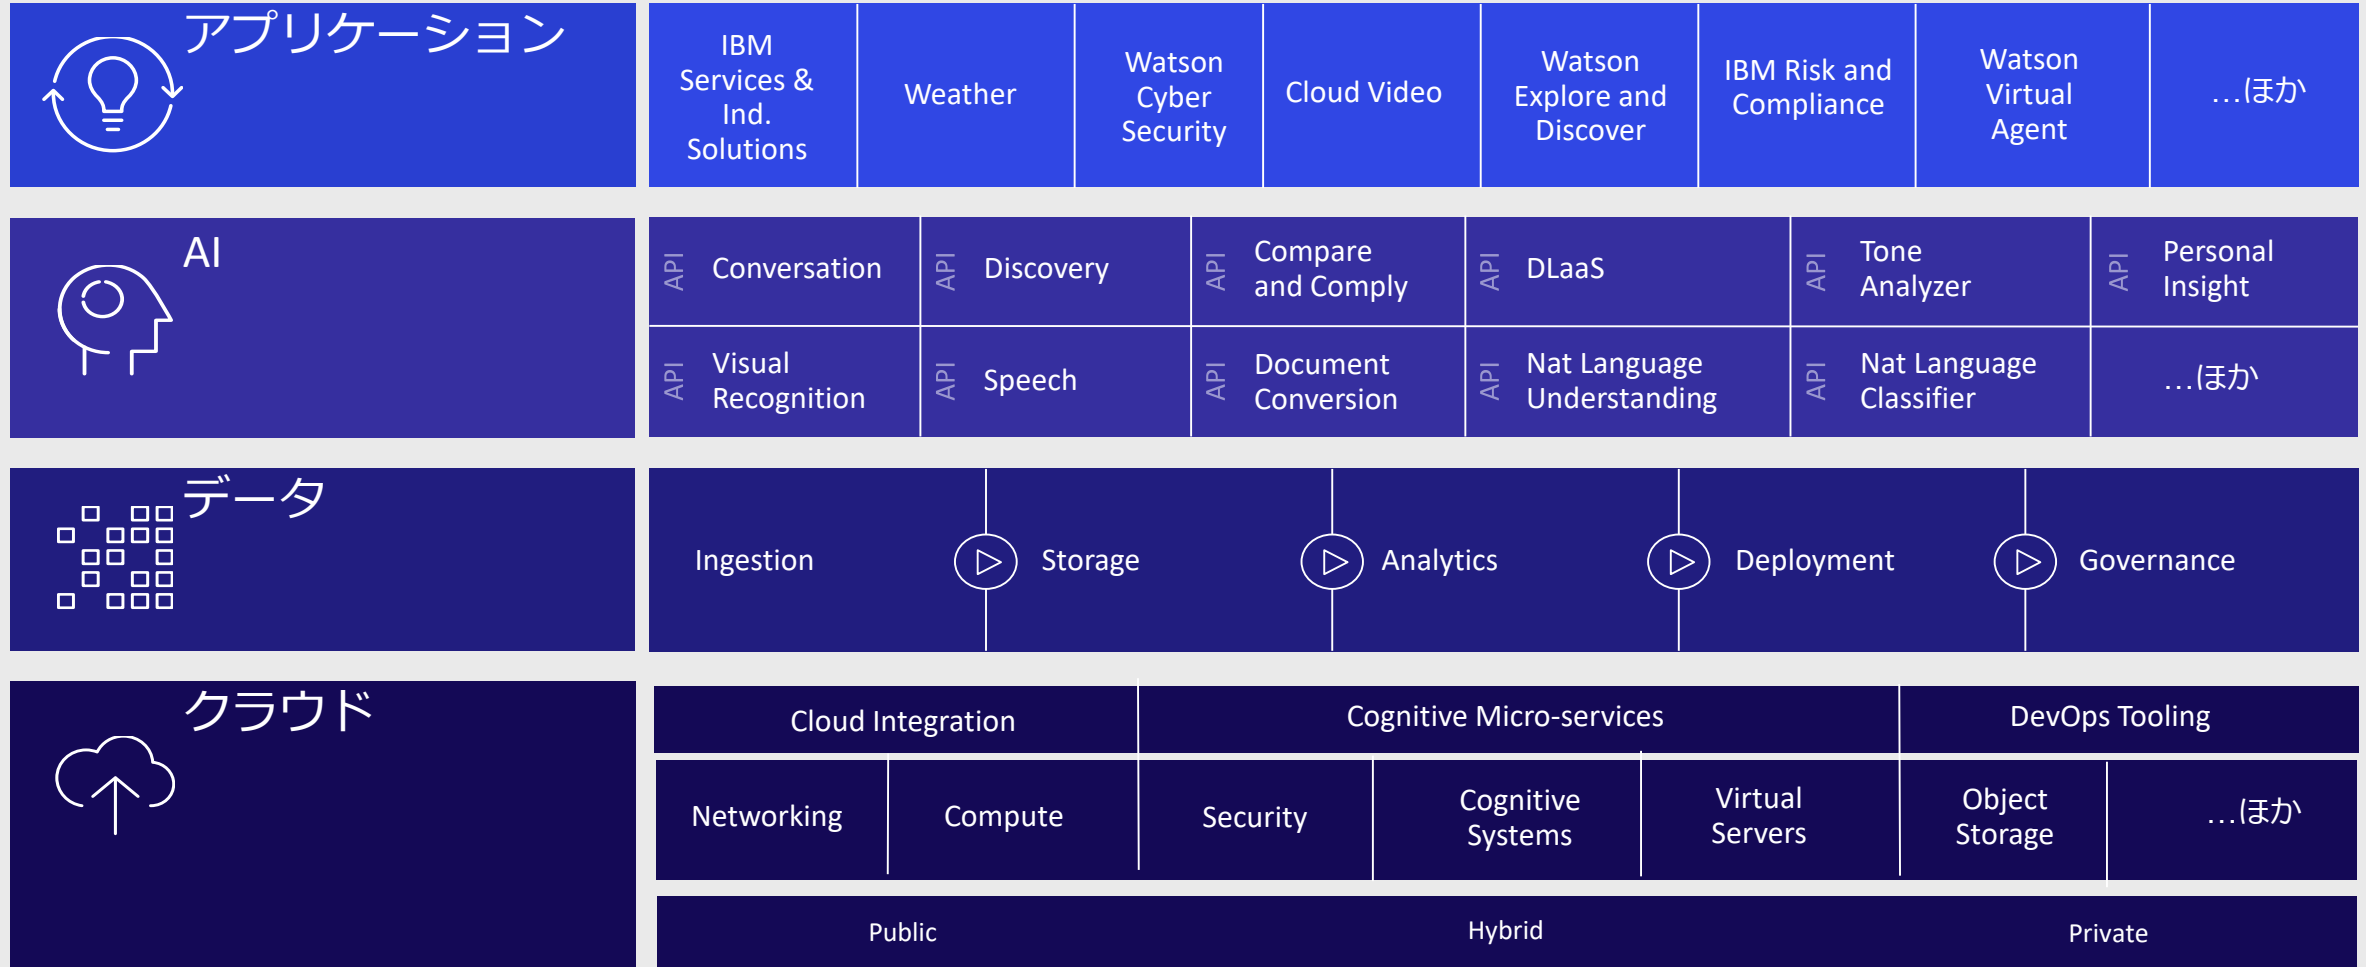 アプリケーション
IBM
Services &
Ind.
Solutions
Weather
Watson
Cyber
Security
Cloud Video
Watson
Explore and
Discover
IBM Risk and
Compliance
Watson
Virtual
Agent
…ほか
AI
API
Conversation
API
Discovery
API
Compare
and Comply
API
DLaaS
API
Tone
Analyzer
API
Personal
Insight
API
Visual
Recognition
API
Speech
API
Document
Conversion
API
Nat Language
Understanding
API
Nat Language
Classifier
…ほか
データ
Ingestion
Storage
Analytics
Deployment
Governance
クラウド
Cloud Integration
Cognitive Micro-services
DevOps Tooling
Networking
Compute
Security
Cognitive
Systems
Virtual
Servers
Object
Storage
…ほか
Public
Hybrid
Private